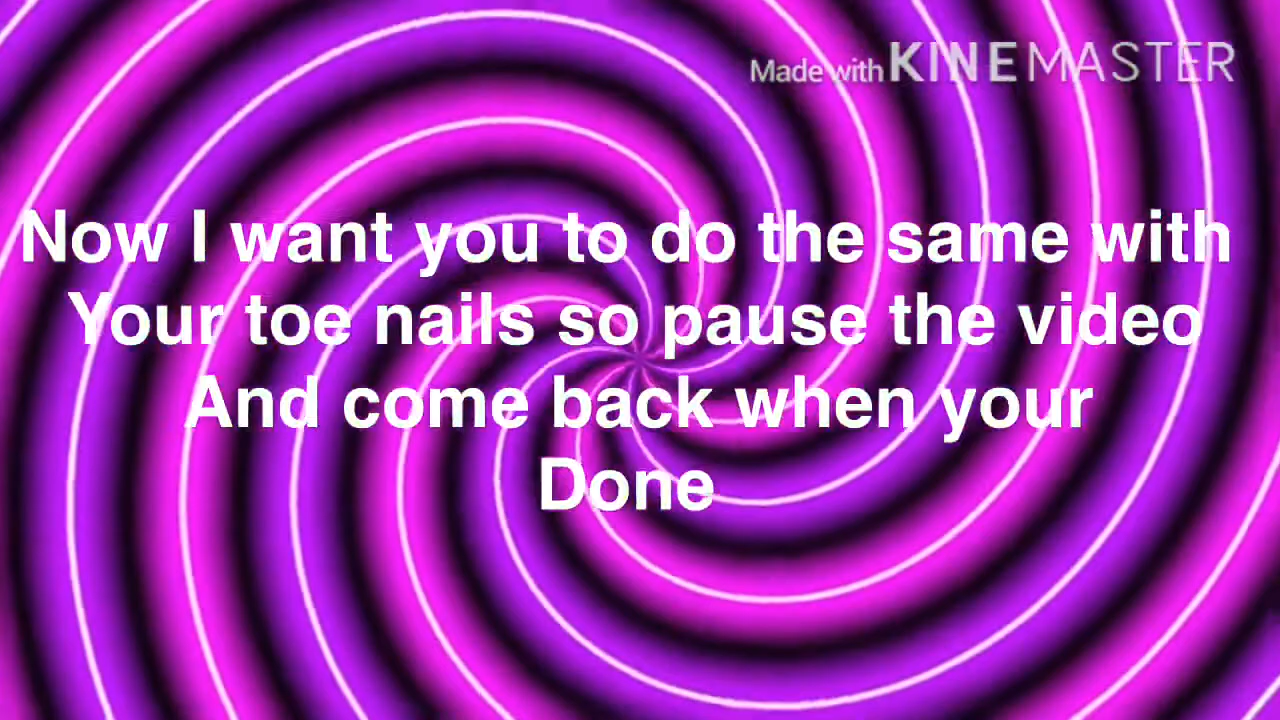 Made with KINEMASTER
Now I want you to do the same with
Your toe nails so pause the video
And come back when your
Done